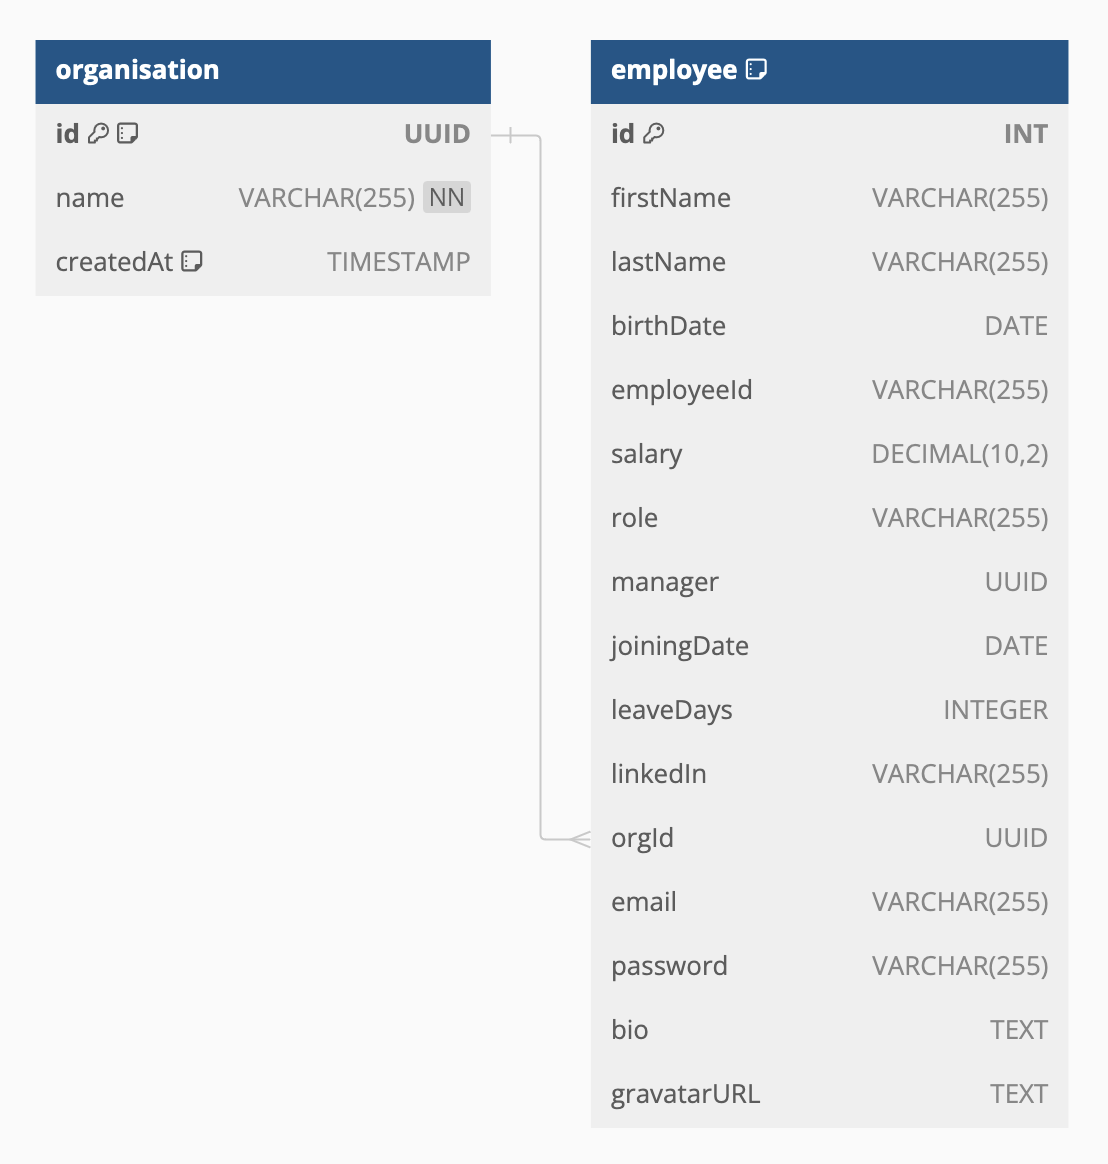 organisation
id UUID
name VARCHAR(255) NN
createdAt TIMESTAMP
employee
id INT
firstName VARCHAR(255)
lastName VARCHAR(255)
birthDate DATE
employeeId VARCHAR(255)
salary DECIMAL(10,2)
role VARCHAR(255)
manager UUID
joiningDate DATE
leaveDays INTEGER
linkedIn VARCHAR(255)
orgId UUID
email VARCHAR(255)
password VARCHAR(255)
bio TEXT
gravatarURL TEXT